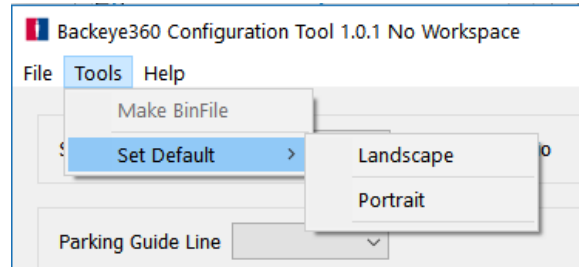 Backeye360 Configuration Tool 1.0.1 No Workspace
File Tools Help
Make BinFile
Set Default
Landscape
Portrait
Parking Guide Line